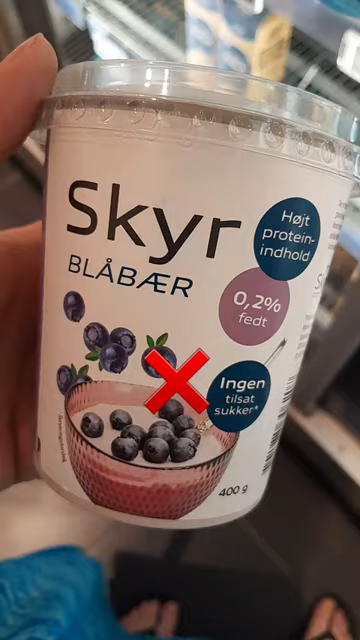 Skyr
BLÅBÆR
Højt
protein-
indhold
0,2%
fedt
Ingen
tilsat
sukker*
400 g